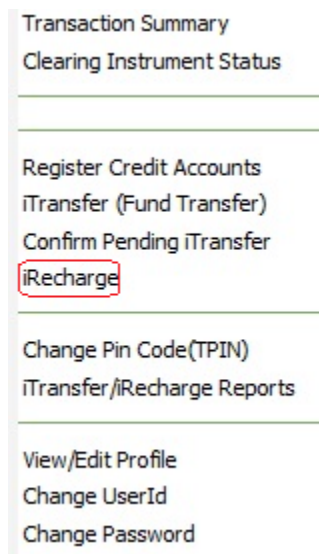 Transaction Summary
Clearing Instrument Status
Register Credit Accounts
iTransfer (Fund Transfer)
Confirm Pending iTransfer
iRecharge
Change Pin Code(TPIN)
iTransfer/iRecharge Reports
View/Edit Profile
Change UserId
Change Password